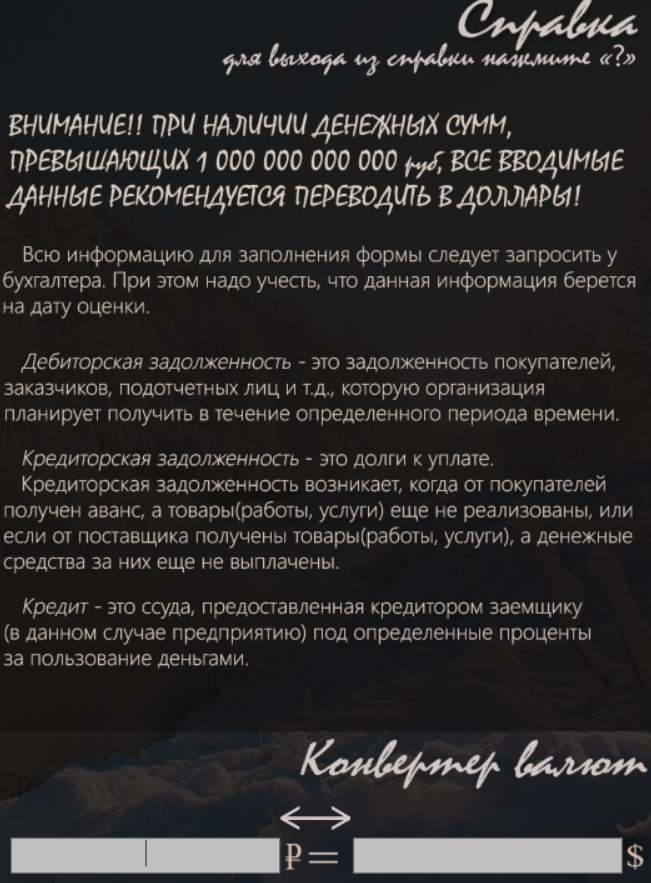 Справка
для выхода из справки нажмите «?»
ВНИМАНИЕ!! ПРИ НАЛИЧИИ ДЕНЕЖНЫХ СУММ,
ПРЕВЫШАЮЩИХ 1 000 000 000 000 руб, ВСЕ ВВОДИМЫЕ
ДАННЫЕ РЕКОМЕНДУЕТСЯ ПЕРЕВОДИТЬ В ДОЛЛАРЫ!
Всю информацию для заполнения формы следует запросить у
бухгалтера. При этом надо учесть, что данная информация берется
на дату оценки.
Дебиторская задолженность - это задолженность покупателей,
заказчиков, подотчетных лиц и т.д., которую организация
планирует получить в течение определенного периода времени.
Кредиторская задолженность - это долги к уплате.
Кредиторская задолженность возникает, когда от покупателей
получен аванс, а товары(работы, услуги) еще не реализованы, или
если от поставщика получены товары(работы, услуги), а денежные
средства за них еще не выплачены.
Кредит - это ссуда, предоставленная кредитором заемщику
(в данном случае предприятию) под определенные проценты
за пользование деньгами.
Конвертер валют
₽ = $